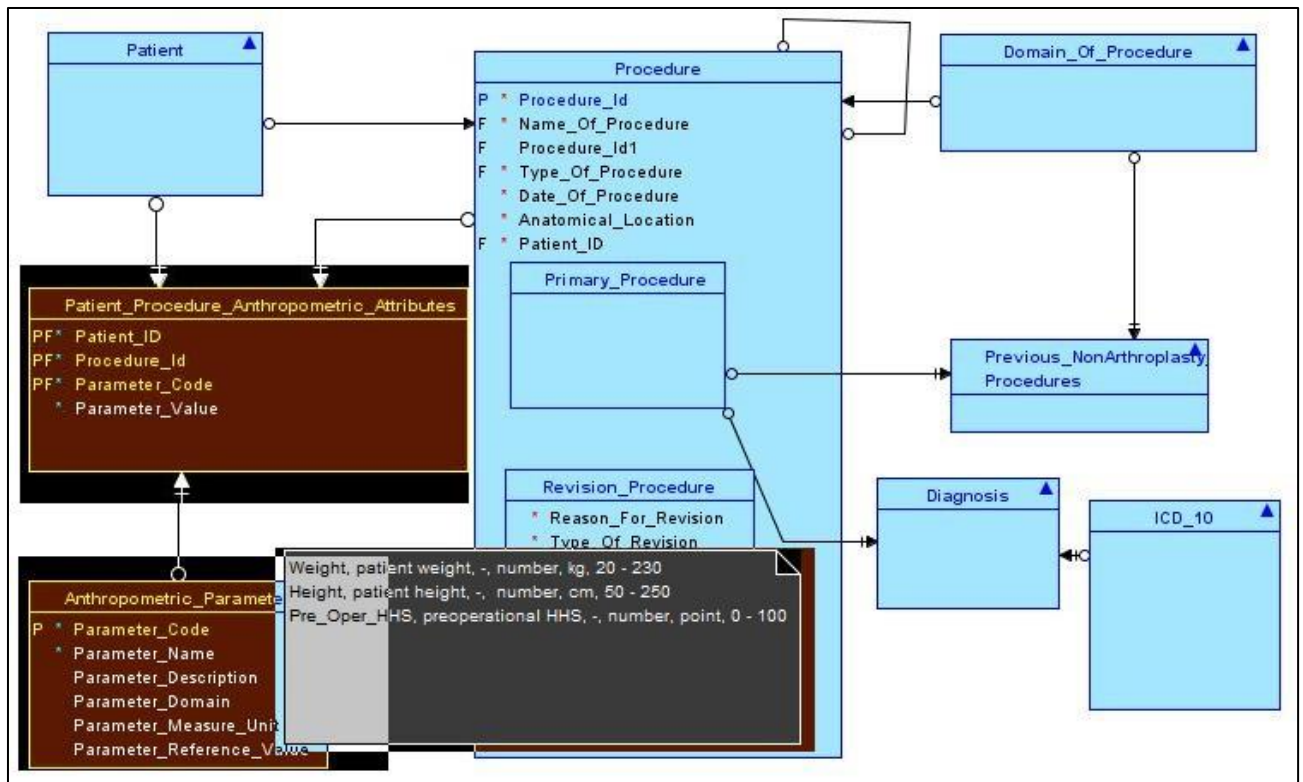 Patient
Procedure
P * Procedure_Id
F * Name_Of_Procedure
F Procedure_Id1
F * Type_Of_Procedure
* Date_Of_Procedure
* Anatomical_Location
F * Patient_ID
Domain_Of_Procedure
Patient_Procedure_Anthropometric_Attributes
PF* Patient_ID
PF* Procedure_Id
PF* Parameter_Code
* Parameter_Value
Primary_Procedure
Previous_NonArthroplasty_
Procedures
Revision_Procedure
* Reason_For_Revision
* Type_Of_Revision
Diagnosis
ICD_10
Anthropometric_Paramete
P * Parameter_Code
* Parameter_Name
Parameter_Description
Parameter_Domain
Parameter_Measure_Unit
Parameter_Reference_Value
Weight, patient weight, -, number, kg, 20 - 230
Height, patient height, -, number, cm, 50 - 250
Pre_Oper_HHS, preoperational HHS, -, number, point, 0 - 100